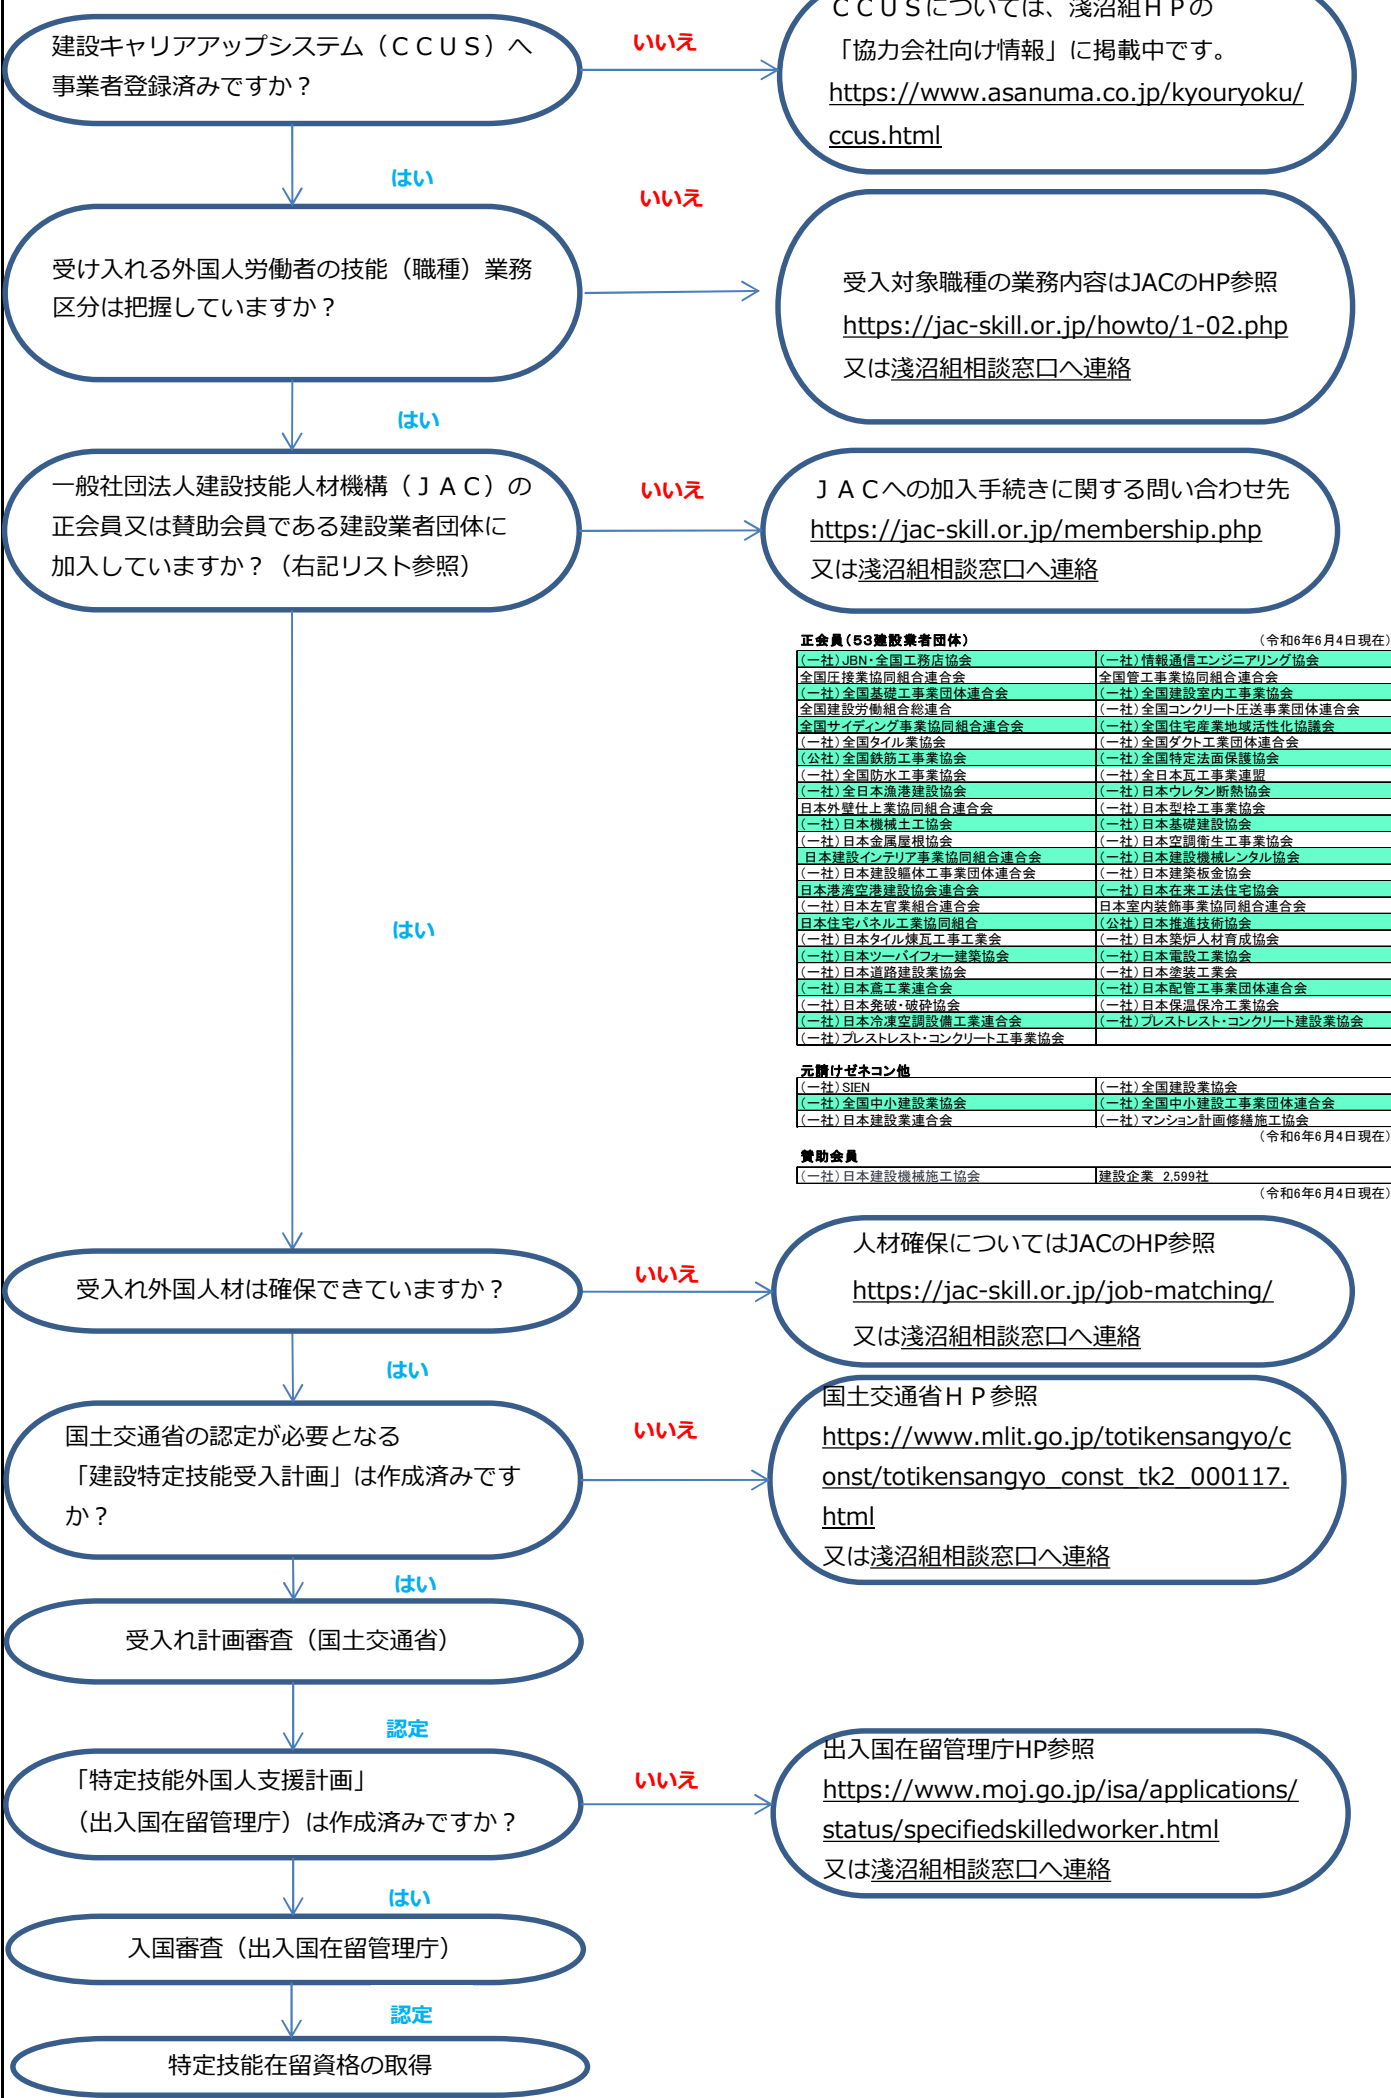 ＣＣＵＳについては、淺沼組ＨＰの
建設キャリアアップシステム（ＣＣＵＳ）へ
事業者登録済みですか？
いいえ
「協力会社向け情報」に掲載中です。
https://www.asanuma.co.jp/kyouryoku/
ccus.html
はい
いいえ
受け入れる外国人労働者の技能（職種）業務
区分は把握していますか？
受入対象職種の業務内容はJACのHP参照
https://jac-skill.or.jp/howto/1-02.php
又は淺沼組相談窓口へ連絡
はい
一般社団法人建設技能人材機構（ＪＡＣ）の
正会員又は賛助会員である建設業者団体に
加入していますか？（右記リスト参照）
いいえ
ＪＡＣへの加入手続きに関する問い合わせ先
https://jac-skill.or.jp/membership.php
又は淺沼組相談窓口へ連絡
正会員（53建設業者団体） （令和6年6月4日現在）
（一社）JBN・全国工務店協会 （一社）情報通信エンジニアリング協会
全国圧接業協同組合連合会 全国管工事業協同組合連合会
（一社）全国基礎工事業団体連合会 （一社）全国建設室内工事業協会
全国建設労働組合総連合 （一社）全国コンクリート圧送事業団体連合会
全国サイディング事業協同組合連合会 （一社）全国住宅産業地域活性化協議会
（一社）全国タイル業協会 （一社）全国ダクト工業団体連合会
（公社）全国鉄筋工事業協会 （一社）全国特定法面保護協会
（一社）全国防水工事業協会 （一社）全日本瓦工事業連盟
（一社）全日本漁港建設協会 （一社）日本ウレタン断熱協会
日本外壁仕上業協同組合連合会 （一社）日本型枠工事業協会
（一社）日本機械土工協会 （一社）日本基礎建設協会
（一社）日本金属屋根協会 （一社）日本空調衛生工事業協会
日本建設インテリア事業協同組合連合会 （一社）日本建設機械レンタル協会
（一社）日本建設躯体工事業団体連合会 （一社）日本建築板金協会
日本港湾空港建設協会連合会 （一社）日本在来工法住宅協会
（一社）日本左官業組合連合会 日本室内装飾事業協同組合連合会
日本住宅パネル工業協同組合 （公社）日本推進技術協会
（一社）日本タイル煉瓦工事工業会 （一社）日本築炉人材育成協会
（一社）日本ツーバイフォー建築協会 （一社）日本電設工業協会
（一社）日本道路建設業協会 （一社）日本塗装工業会
（一社）日本鳶工業連合会 （一社）日本配管工事業団体連合会
（一社）日本発破・破砕協会 （一社）日本保温保冷工業協会
（一社）日本冷凍空調設備工業連合会 （一社）プレストレスト・コンクリート建設業協会
（一社）プレストレスト・コンクリート工事業協会
はい
元請けゼネコン他
（一社）SIEN （一社）全国建設業協会
（一社）全国中小建設業協会 （一社）全国中小建設工事業団体連合会
（一社）日本建設業連合会 （一社）マンション計画修繕施工協会
（令和6年6月4日現在）
賛助会員
（一社）日本建設機械施工協会 建設企業 2,599社
（令和6年6月4日現在）
受入れ外国人材は確保できていますか？
いいえ
人材確保についてはJACのHP参照
https://jac-skill.or.jp/job-matching/
又は淺沼組相談窓口へ連絡
はい
国土交通省の認定が必要となる
「建設特定技能受入計画」は作成済みです
か？
いいえ
国土交通省ＨＰ参照
https://www.mlit.go.jp/totikensangyo/c
onst/totikensangyo_const_tk2_000117.
html
又は淺沼組相談窓口へ連絡
はい
受入れ計画審査（国土交通省）
認定
「特定技能外国人支援計画」
（出入国在留管理庁）は作成済みですか？
いいえ
出入国在留管理庁HP参照
https://www.moj.go.jp/isa/applications/
status/specifiedskilledworker.html
又は淺沼組相談窓口へ連絡
はい
入国審査（出入国在留管理庁）
認定
特定技能在留資格の取得